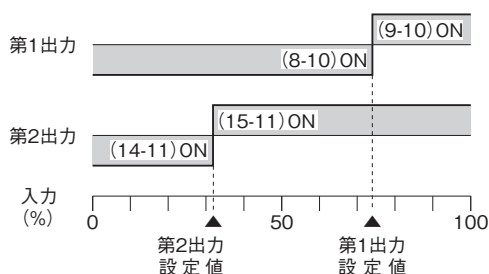 (9-10)ON
第1出力
(8-10)ON
(15-11)ON
第2出力
(14-11)ON
入力
(%)
0
50
100
第2出力
設定値
第1出力
設定値